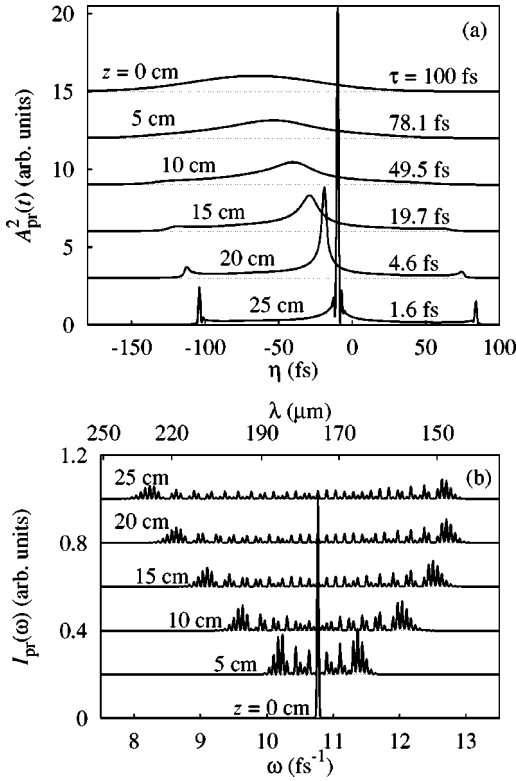 (a)
20
z = 0 cm τ = 100 fs
15
5 cm 78.1 fs
10 cm 49.5 fs
10
15 cm 19.7 fs
5
20 cm 4.6 fs
25 cm 1.6 fs
0
A²pr(t) (arb. units)
-150 -100 -50 0 50 100
η (fs)
λ (μm)
250 210 190 170 150
1.2
(b)
25 cm
20 cm
0.8
15 cm
10 cm
0.4
5 cm
z = 0 cm
0
Ipr(ω) (arb. units)
8 9 10 11 12 13
ω (fs⁻¹)